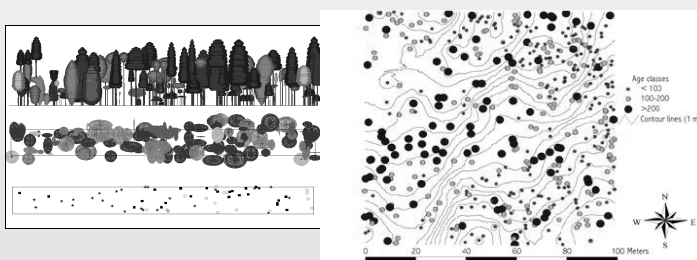 Age classes
< 100
100-200
>200
Contour lines (1 m
N
W E
S
0 20 40 60 80 100 Meters